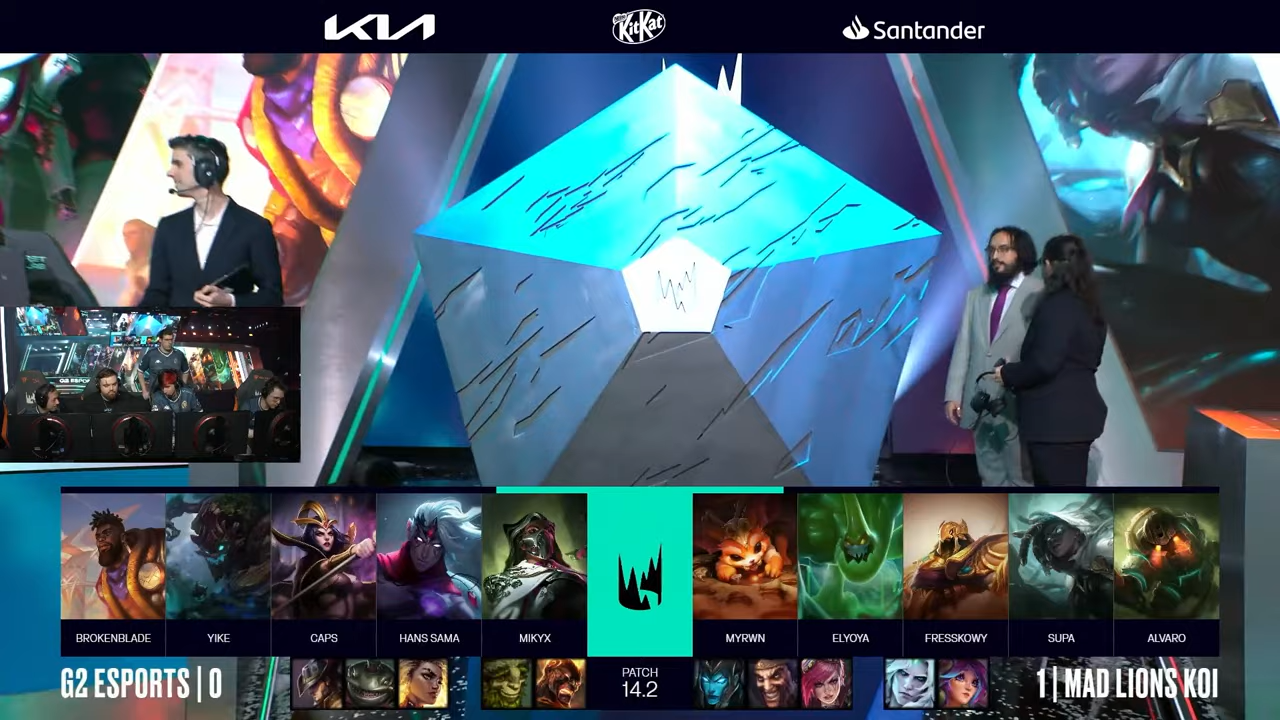 KIA
Nestlé
KitKat
Santander
BROKENBLADE YIKE CAPS HANS SAMA MIKYX MYRWN ELYOYA FRESSKOWY SUPA ALVARO
G2 ESPORTS | 0
PATCH
14.2
1 | MAD LIONS KOI